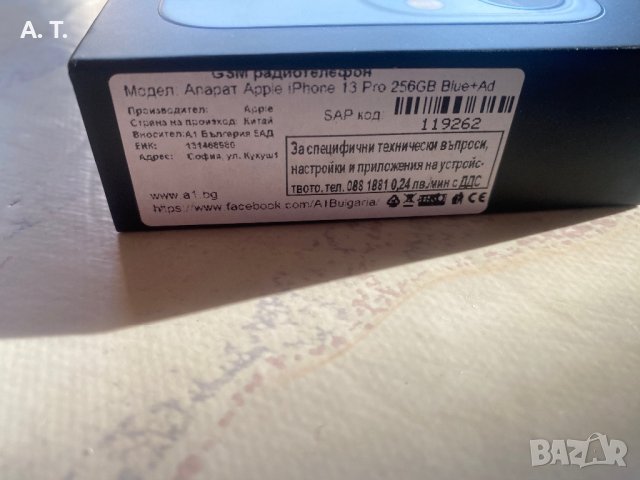 А. Т.
GSM радиотелефон
Модел: Апарат Apple iPhone 13 Pro 256GB Blue+Ad
Производител: Apple
Страна на произход: Китай
Вносител: А1 България ЕАД
ЕИК: 131468980
Адрес: София, ул. Кукуш1
SAP код:
119262
За специфични технически въпроси,
настройки и приложения на устройс-
твото, тел. 088 1881 0,24 лв./мин с ДДС
www.a1.bg
https://www.facebook.com/A1Bulgaria/
CE
BAZAR